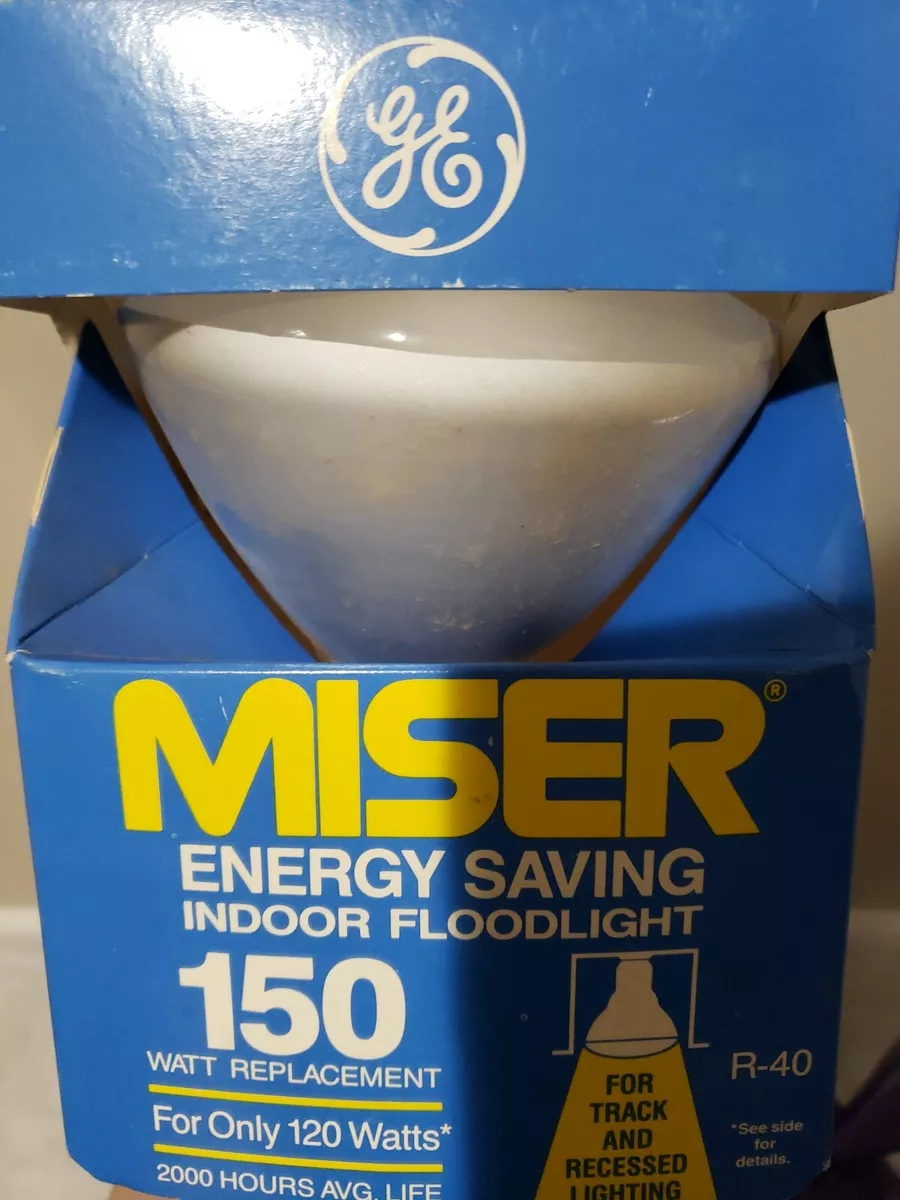 GE
MISER®
ENERGY SAVING
INDOOR FLOODLIGHT
150
WATT REPLACEMENT
For Only 120 Watts*
2000 HOURS AVG. LIFE
FOR
TRACK
AND
RECESSED
LIGHTING
R-40
*See side
for
details.